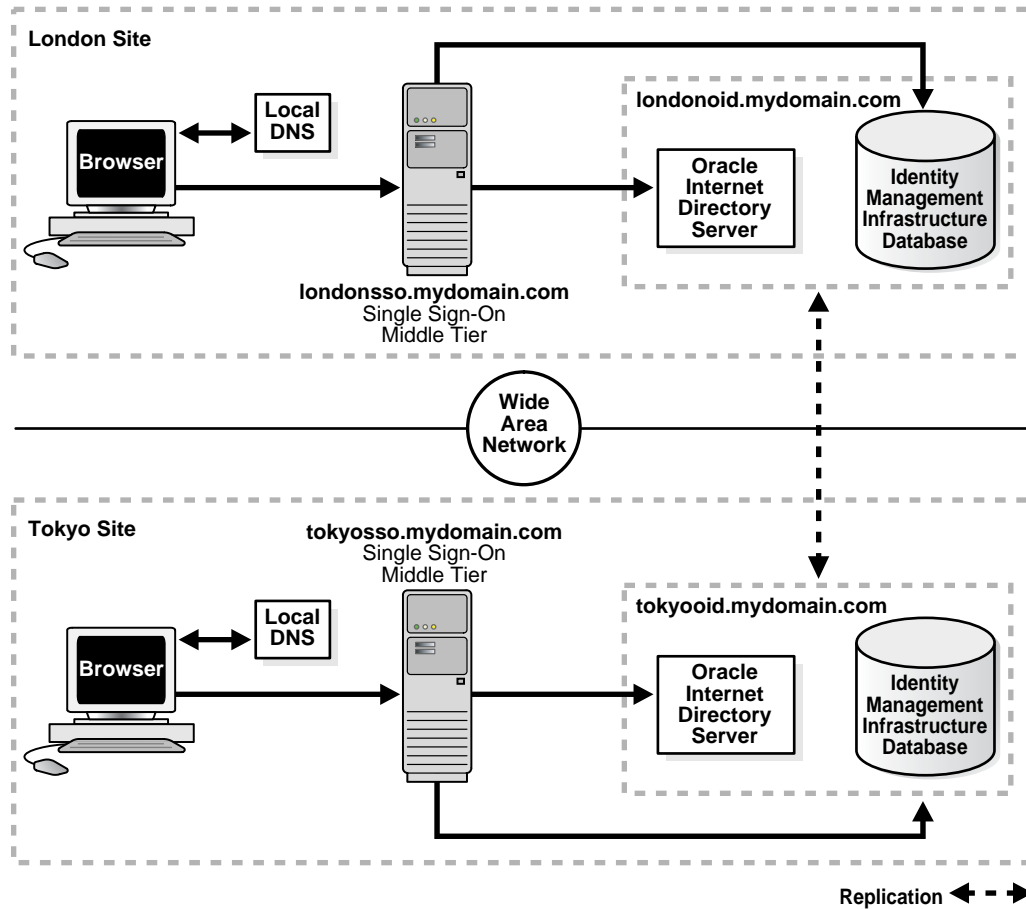 London Site
Local
DNS
Browser
londonsso.mydomain.com
Single Sign-On
Middle Tier
londonoid.mydomain.com
Oracle
Internet
Directory
Server
Identity
Management
Infrastructure
Database
Wide
Area
Network
Tokyo Site
tokyosso.mydomain.com
Single Sign-On
Middle Tier
Local
DNS
Browser
tokyooid.mydomain.com
Oracle
Internet
Directory
Server
Identity
Management
Infrastructure
Database
Replication